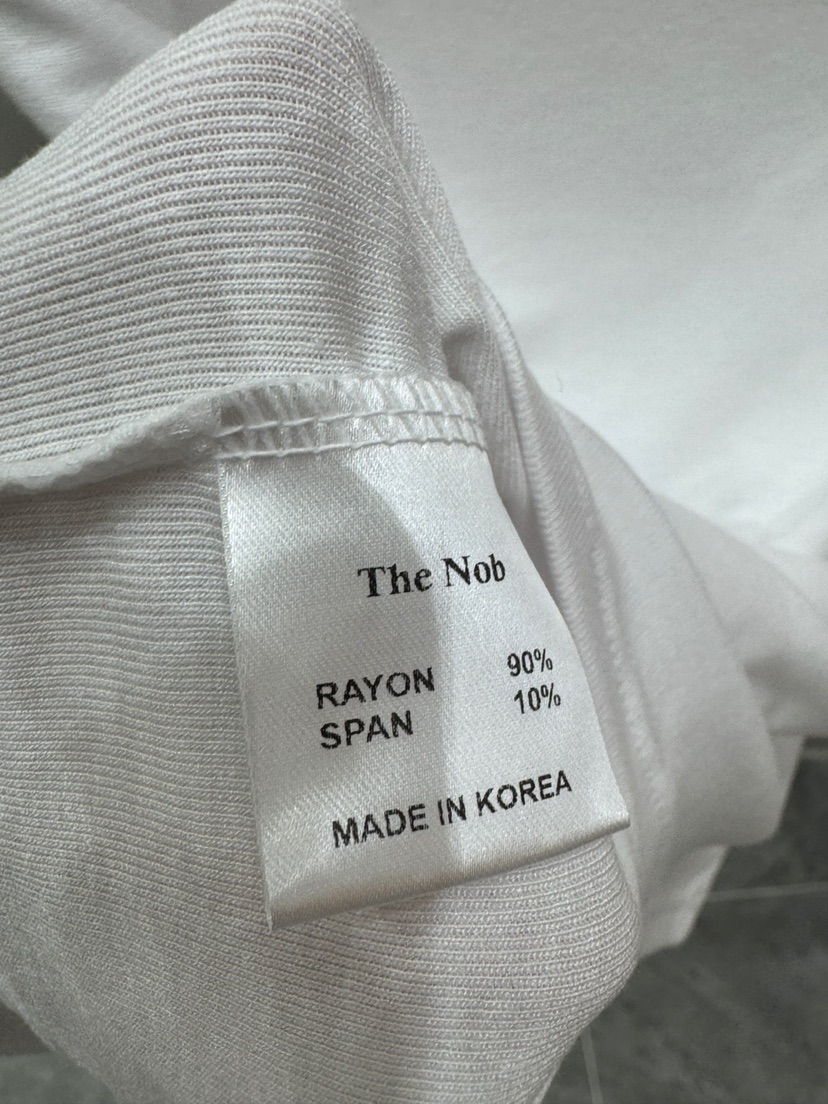 The Nob
RAYON 90%
SPAN 10%
MADE IN KOREA